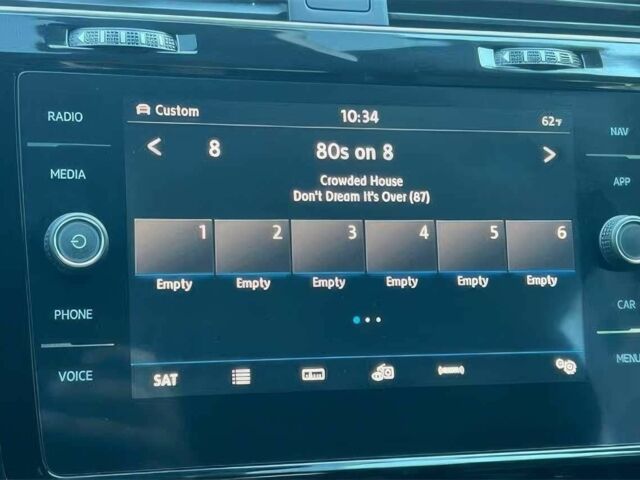 RADIO
MEDIA
PHONE
VOICE
Custom
10:34
62°F
<
8
80s on 8
>
Crowded House
Don't Dream It's Over (87)
1 2 3 4 5 6
Empty Empty Empty Empty Empty Empty
SAT
NAV
APP
CAR
MENU